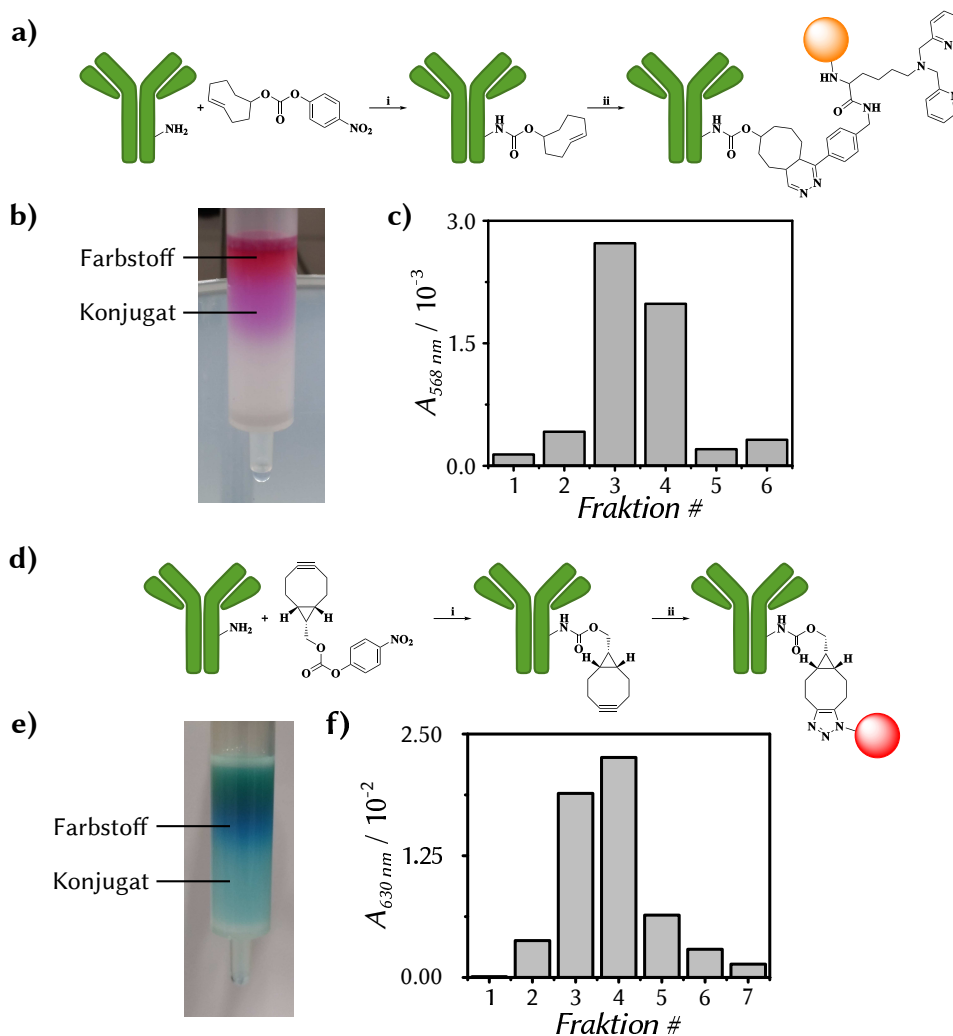 a)
+
NH2
O
O
O
NO2
i
H
N
O
O
ii
HN
O
NH
N
N
N
H
N
O
O
N
N
b)
Farbstoff
Konjugat
c)
3.0
1.5
0.0
A568 nm / 10-3
1 2 3 4 5 6
Fraktion #
d)
NH2
+
H
H
O
O
O
NO2
i
H
N
O
O
H
H
ii
H
N
O
O
H
H
N
N
N
e)
Farbstoff
Konjugat
f)
2.50
1.25
0.00
A630 nm / 10-2
1 2 3 4 5 6 7
Fraktion #